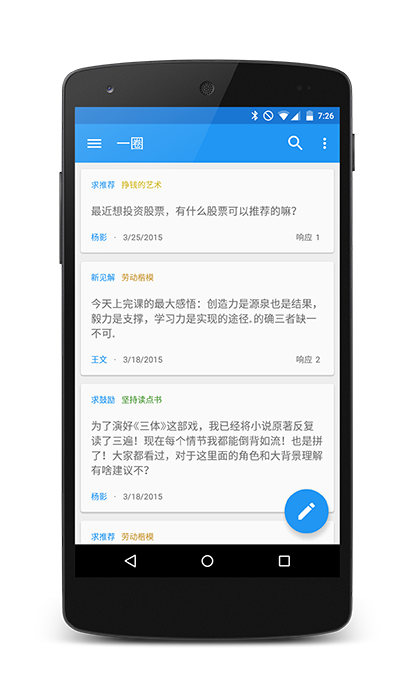 7:26
一圈
求推荐 挣钱的艺术
最近想投资股票，有什么股票可以推荐的嘛?
杨影 · 3/25/2015 响应 1
新见解 劳动楷模
今天上完课的最大感悟：创造力是源泉也是结果，
毅力是支撑，学习力是实现的途径.的确三者缺一
不可.
王文 · 3/18/2015 响应 2
求鼓励 坚持读点书
为了演好《三体》这部戏，我已经将小说原著反复
读了三遍！现在每个情节我都能倒背如流！也是拼
了！大家都看过，对于这里面的角色和大背景理解
有啥建议不?
杨影 · 3/18/2015
求推荐 劳动楷模